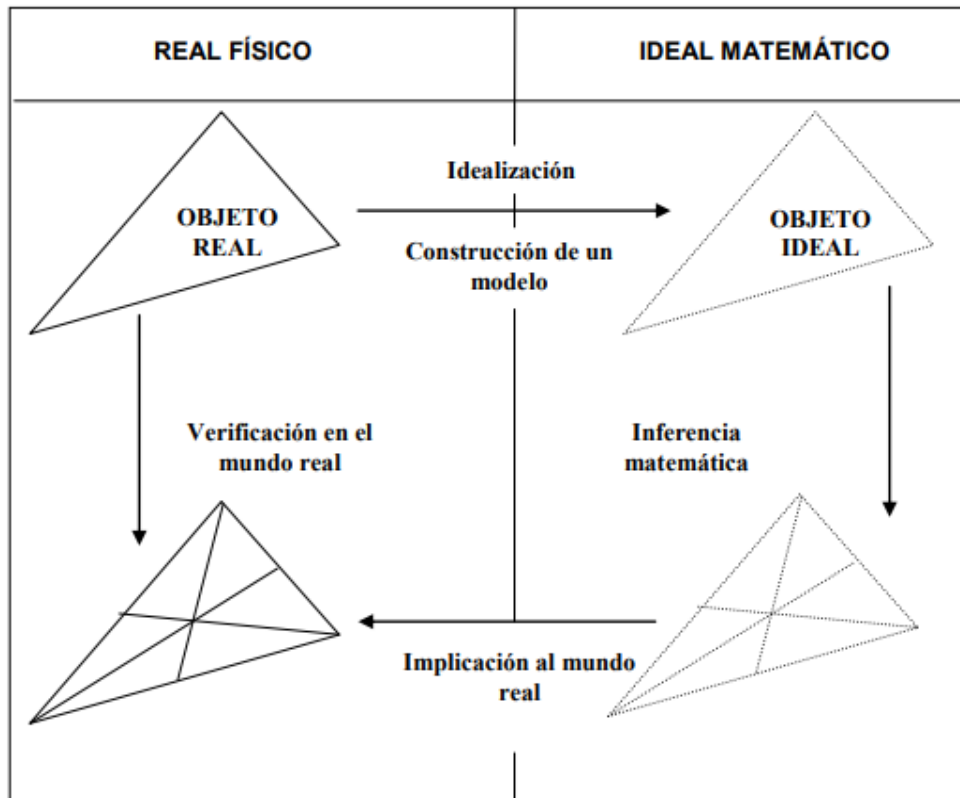 REAL FÍSICO
IDEAL MATEMÁTICO
OBJETO
REAL
Idealización
Construcción de un
modelo
OBJETO
IDEAL
Verificación en el
mundo real
Inferencia
matemática
Implicación al mundo
real